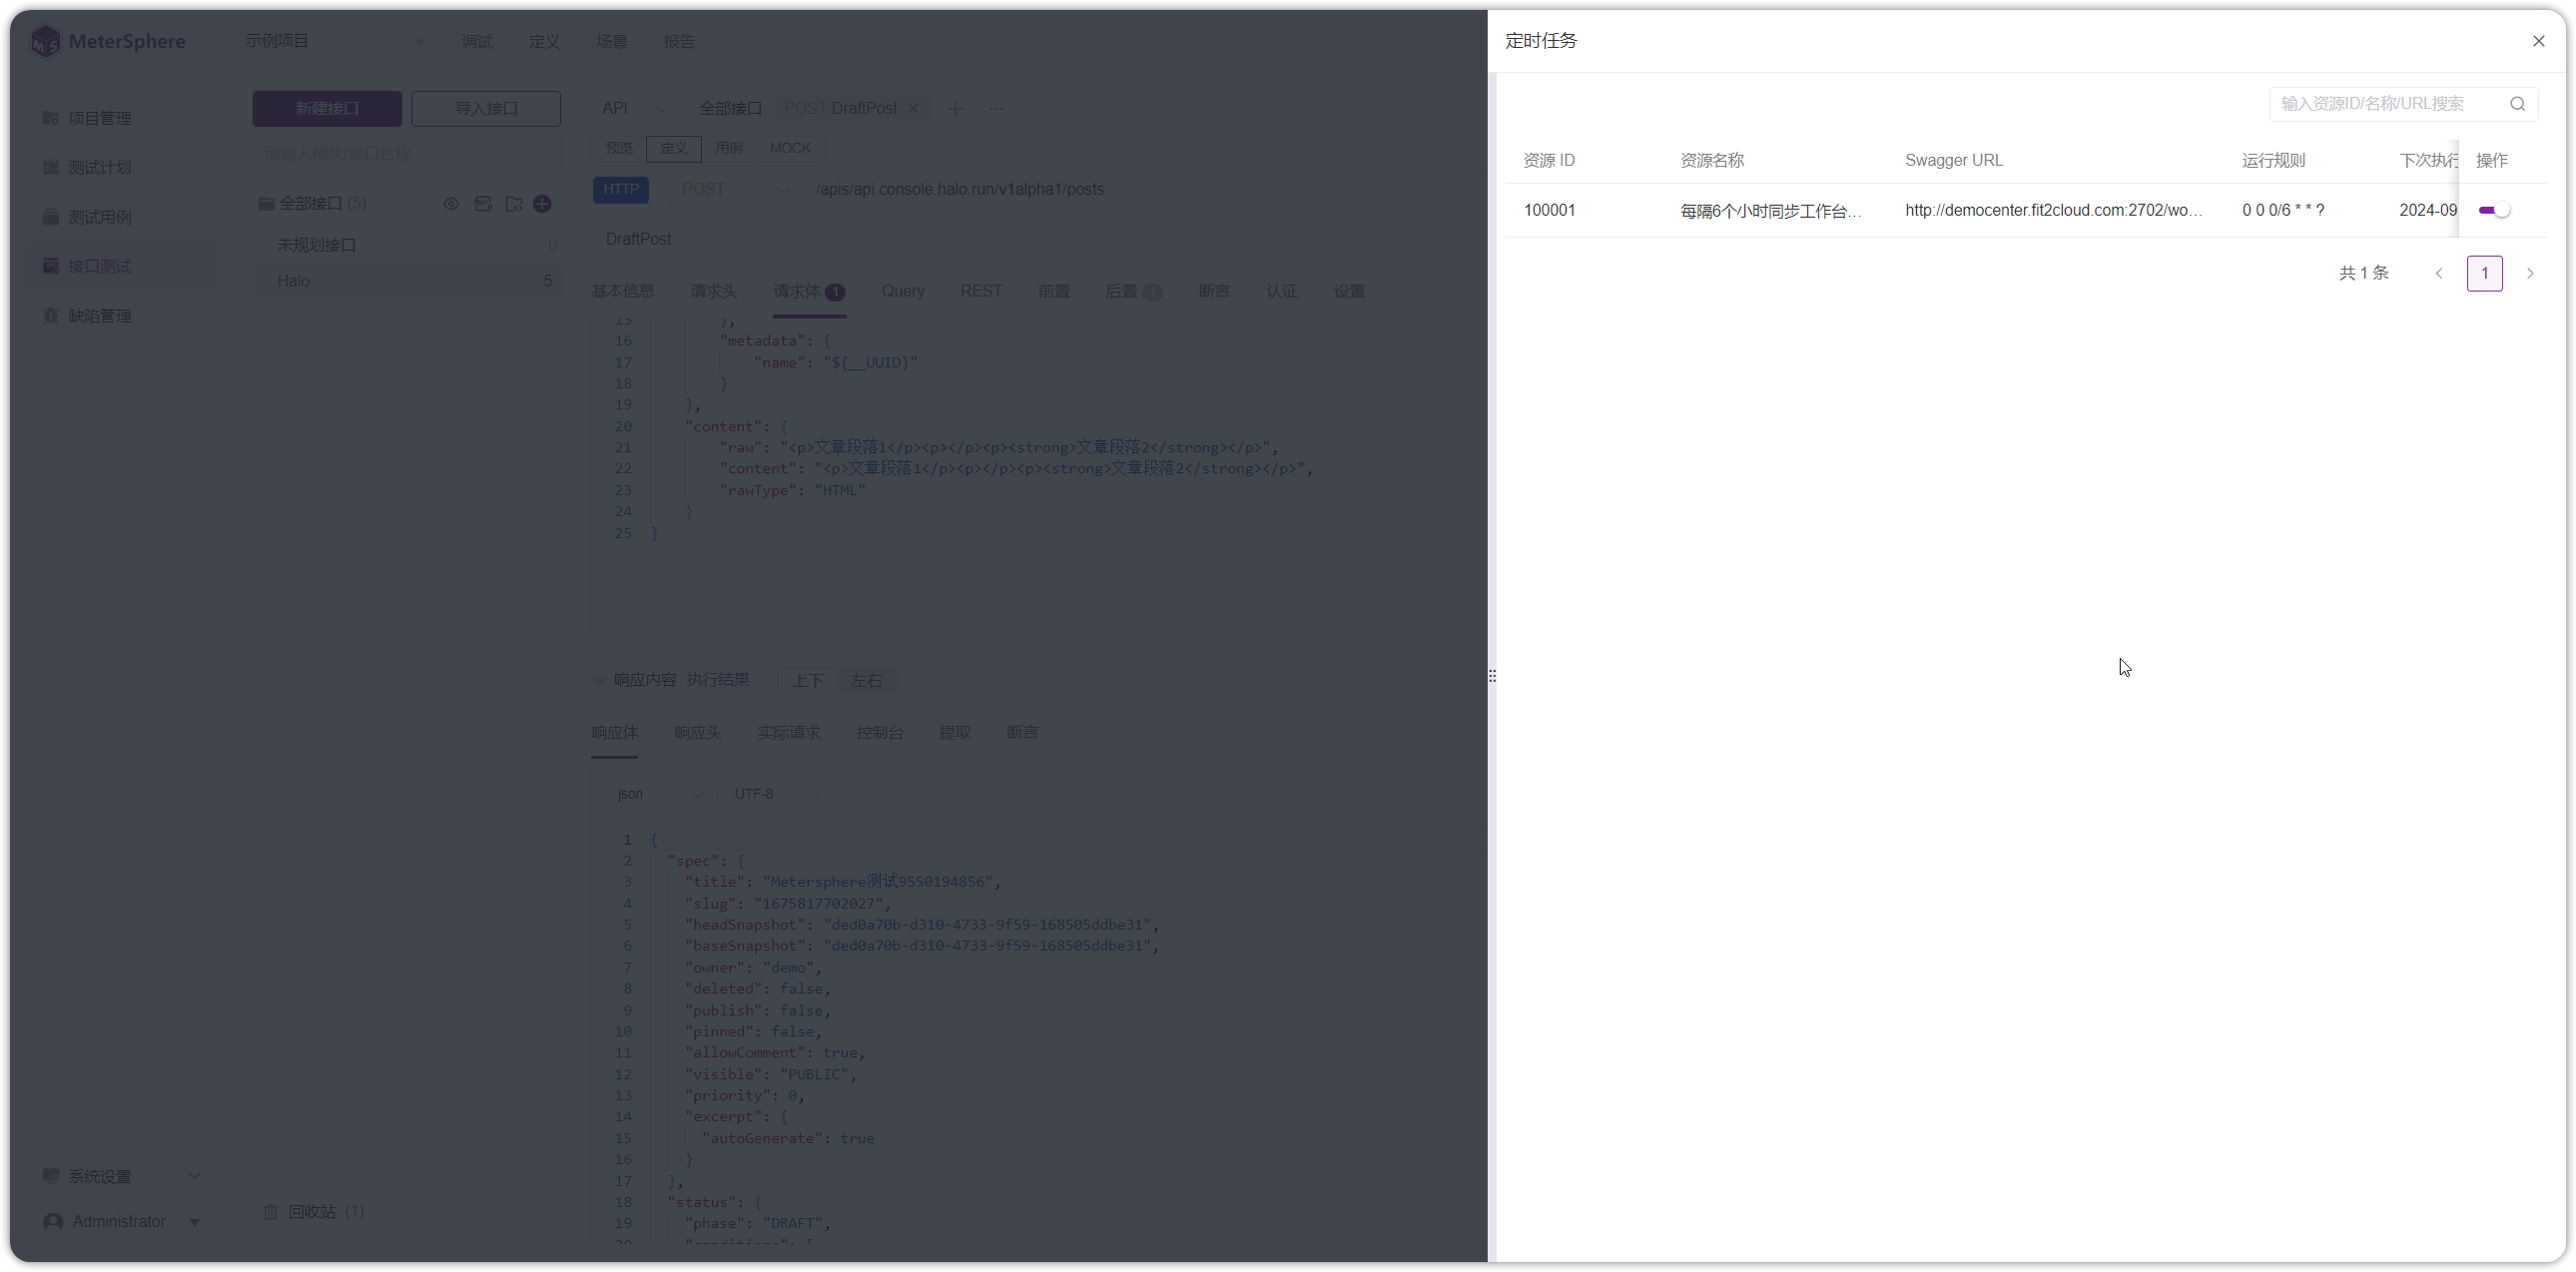 MeterSphere
示例项目
调试 定义 场景 报告
项目管理
测试计划
测试用例
接口测试
缺陷管理
系统设置
Administrator
新建接口 导入接口
请输入模块/接口名称
全部接口 (5)
未规划接口 0
Halo 5
回收站 (1)
API 全部接口 POST DraftPost
预览 定义 用例 MOCK
HTTP POST /apis/api.console.halo.run/v1alpha1/posts
DraftPost
基本信息 请求头 请求体 1 Query REST 前置 后置 1 断言 认证 设置
15 },
16 "metadata": {
17 "name": "${__UUID}"
18 }
19 },
20 "content": {
21 "raw": "<p>文章段落1</p><p></p><p><strong>文章段落2</strong></p>",
22 "content": "<p>文章段落1</p><p></p><p><strong>文章段落2</strong></p>",
23 "rawType": "HTML"
24 }
25 }
响应内容 执行结果 上下 左右
响应体 响应头 实际请求 控制台 提取 断言
json UTF-8
1 {
2 "spec": {
3 "title": "Metersphere测试9550194856",
4 "slug": "1675817702027",
5 "headSnapshot": "ded0a70b-d310-4733-9f59-168505ddbe31",
6 "baseSnapshot": "ded0a70b-d310-4733-9f59-168505ddbe31",
7 "owner": "demo",
8 "deleted": false,
9 "publish": false,
10 "pinned": false,
11 "allowComment": true,
12 "visible": "PUBLIC",
13 "priority": 0,
14 "excerpt": {
15 "autoGenerate": true
16 }
17 },
18 "status": {
19 "phase": "DRAFT",
20 "conditions": [
定时任务
输入资源ID/名称/URL搜索
资源 ID 资源名称 Swagger URL 运行规则 下次执行 操作
100001 每隔6个小时同步工作台... http://democenter.fit2cloud.com:2702/wo... 0 0 0/6 * * ? 2024-09
共 1 条 1